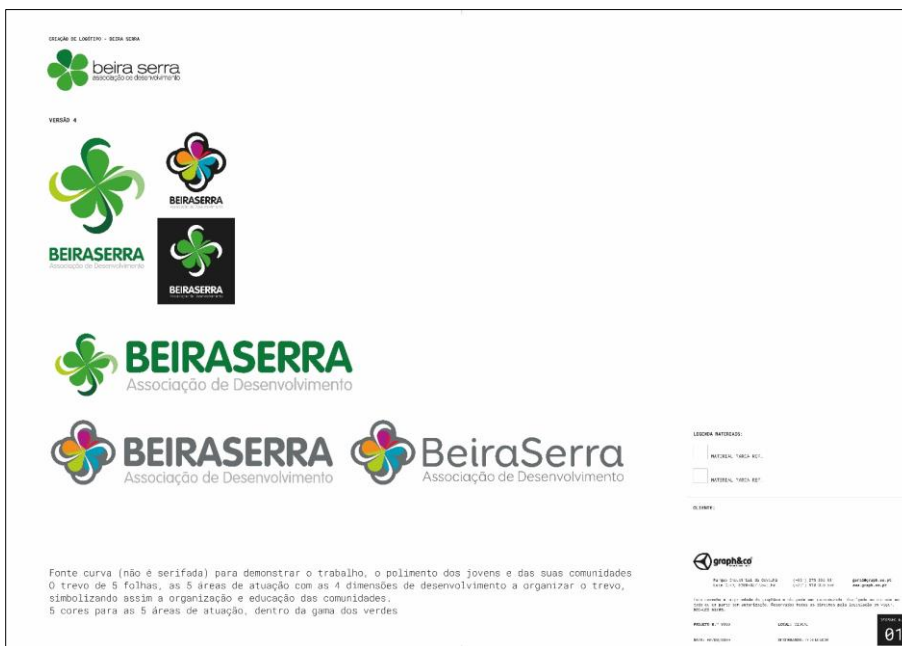 CRIAÇÃO DE LOGÓTIPO - BEIRA SERRA
beira serra
associação de desenvolvimento
VERSÃO 4
BEIRASERRA
BEIRASERRA
Associação de Desenvolvimento
BEIRASERRA
BEIRASERRA
Associação de Desenvolvimento
BEIRASERRA
Associação de Desenvolvimento
BeiraSerra
Associação de Desenvolvimento
LEGENDA MATERIAIS:
MATERIAL
MATERIAL
CLIENTE:
Fonte curva (não é serifada) para demonstrar o trabalho, o polimento dos jovens e das suas comunidades
O trevo de 5 folhas, as 5 áreas de atuação com as 4 dimensões de desenvolvimento a organizar o trevo,
simbolizando assim a organização e educação das comunidades.
5 cores para as 5 áreas de atuação, dentro da gama dos verdes
graph&co
LOCAL:
01